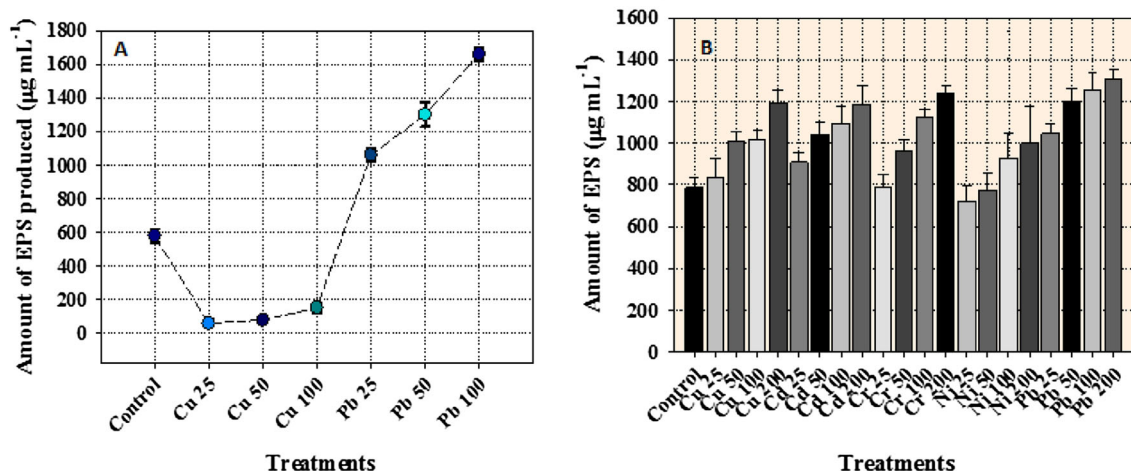 A
Amount of EPS produced (µg mL⁻¹)
1800
1600
1400
1200
1000
800
600
400
200
0
Control
Cu 25
Cu 50
Cu 100
Pb 25
Pb 50
Pb 100
Treatments
B
Amount of EPS (µg mL⁻¹)
1600
1400
1200
1000
800
600
400
200
0
Control
Cu 25
Cu 50
Cu 100
Cu 200
Cd 25
Cd 50
Cd 100
Cd 200
Cr 25
Cr 50
Cr 100
Cr 200
Ni 25
Ni 50
Ni 100
Ni 200
Pb 25
Pb 50
Pb 100
Pb 200
Treatments